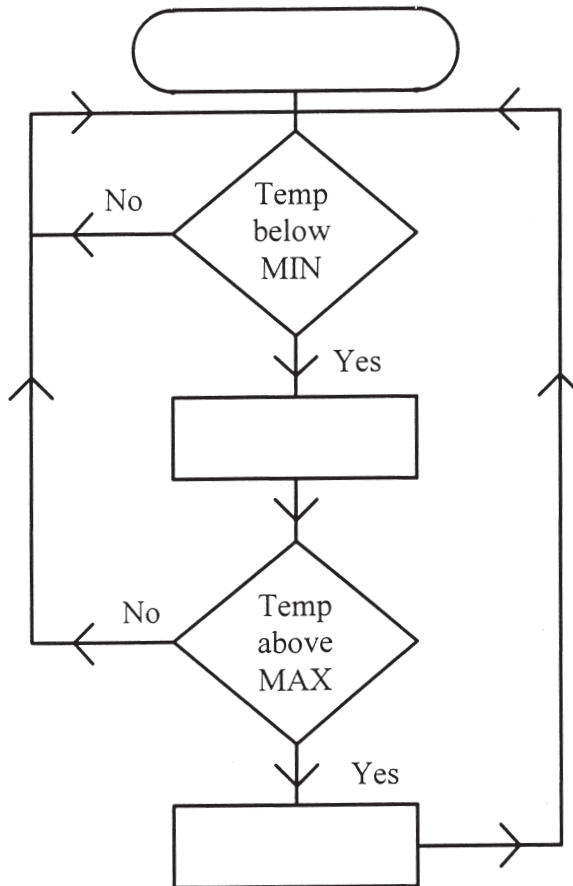 No
Temp
below
MIN
Yes
No
Temp
above
MAX
Yes